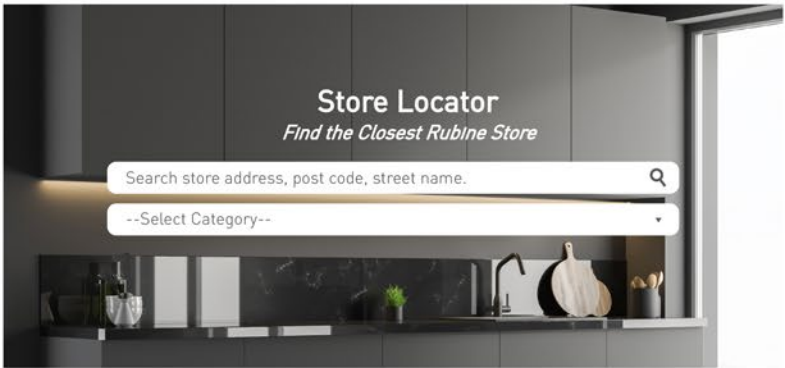 Store Locator
Find the Closest Rubine Store
Search store address, post code, street name.
--Select Category--